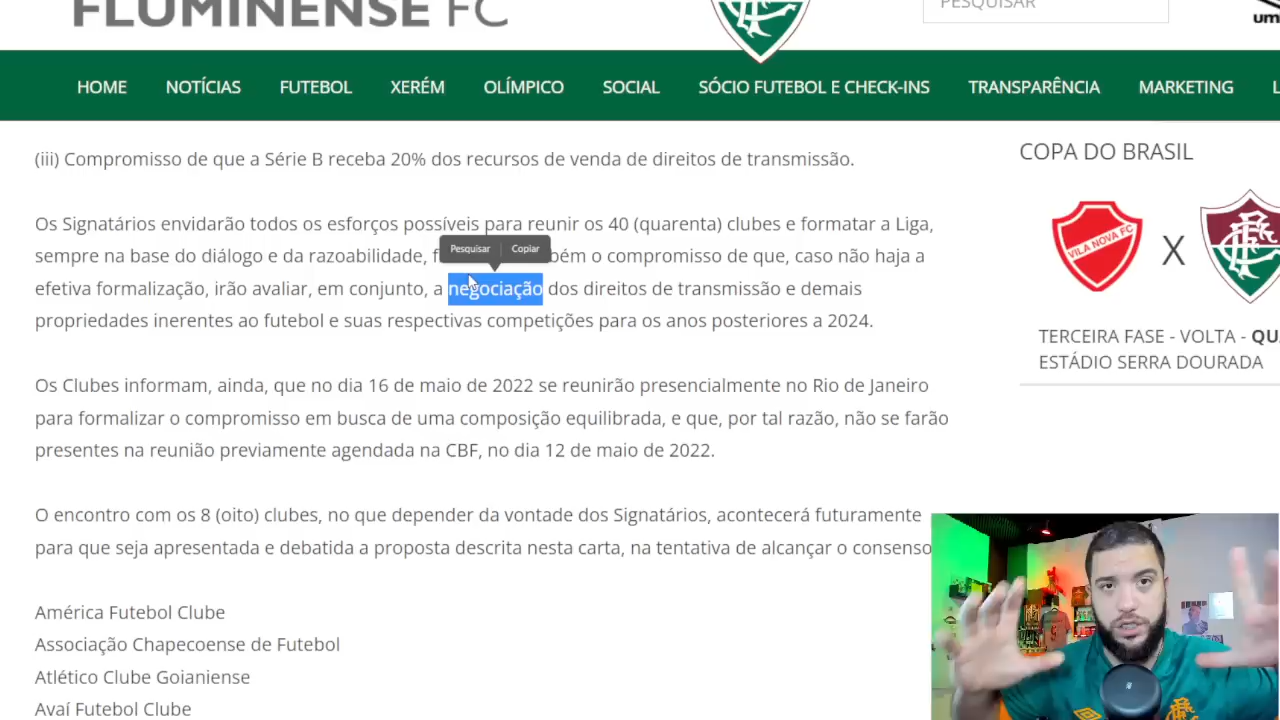 FLUMINENSE FC
PESQUISAR
HOME NOTÍCIAS FUTEBOL XERÉM OLÍMPICO SOCIAL SÓCIO FUTEBOL E CHECK-INS TRANSPARÊNCIA MARKETING
(iii) Compromisso de que a Série B receba 20% dos recursos de venda de direitos de transmissão.
Os Signatários envidarão todos os esforços possíveis para reunir os 40 (quarenta) clubes e formatar a Liga,
Pesquisar Copiar
sempre na base do diálogo e da razoabilidade, o compromisso de que, caso não haja a
efetiva formalização, irão avaliar, em conjunto, a negociação dos direitos de transmissão e demais
propriedades inerentes ao futebol e suas respectivas competições para os anos posteriores a 2024.
Os Clubes informam, ainda, que no dia 16 de maio de 2022 se reunirão presencialmente no Rio de Janeiro
para formalizar o compromisso em busca de uma composição equilibrada, e que, por tal razão, não se farão
presentes na reunião previamente agendada na CBF, no dia 12 de maio de 2022.
O encontro com os 8 (oito) clubes, no que depender da vontade dos Signatários, acontecerá futuramente
para que seja apresentada e debatida a proposta descrita nesta carta, na tentativa de alcançar o consenso
América Futebol Clube
Associação Chapecoense de Futebol
Atlético Clube Goianiense
Avaí Futebol Clube
COPA DO BRASIL
VILA NOVA FC
X
TERCEIRA FASE - VOLTA - QU
ESTÁDIO SERRA DOURADA